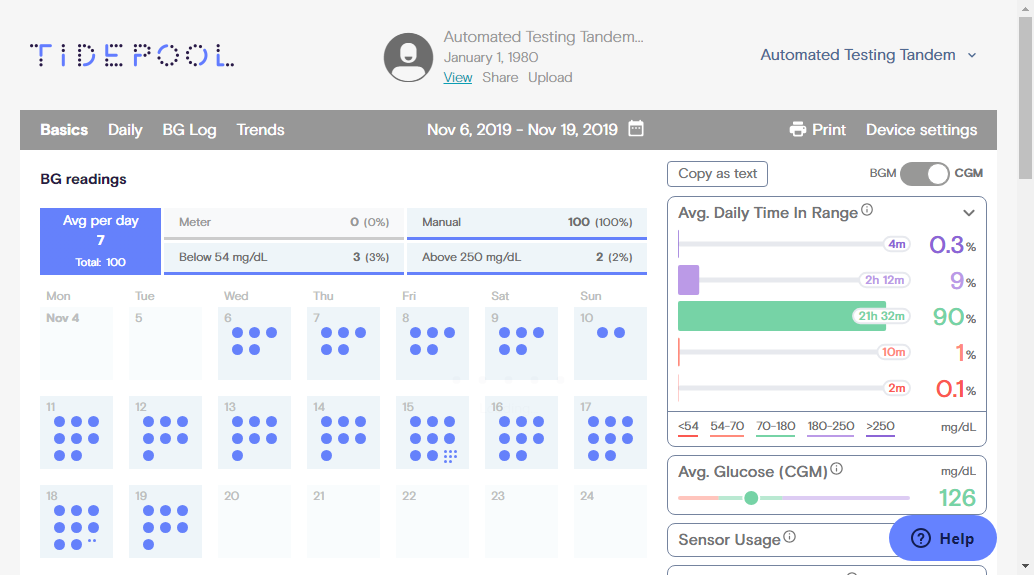 TIDEPOOL
Automated Testing Tandem...
January 1, 1980
View Share Upload
Automated Testing Tandem
Basics Daily BG Log Trends
Nov 6, 2019 - Nov 19, 2019
Print Device settings
BG readings
Avg per day
7
Total: 100
Meter 0 (0%)
Manual 100 (100%)
Below 54 mg/dL 3 (3%)
Above 250 mg/dL 2 (2%)
Mon Tue Wed Thu Fri Sat Sun
Nov 4 5 6 7 8 9 10
11 12 13 14 15 16 17
18 19 20 21 22 23 24
Copy as text
BGM CGM
Avg. Daily Time In Range
4m 0.3%
2h 12m 9%
21h 32m 90%
10m 1%
2m 0.1%
<54 54-70 70-180 180-250 >250 mg/dL
Avg. Glucose (CGM) mg/dL
126
Sensor Usage
Help